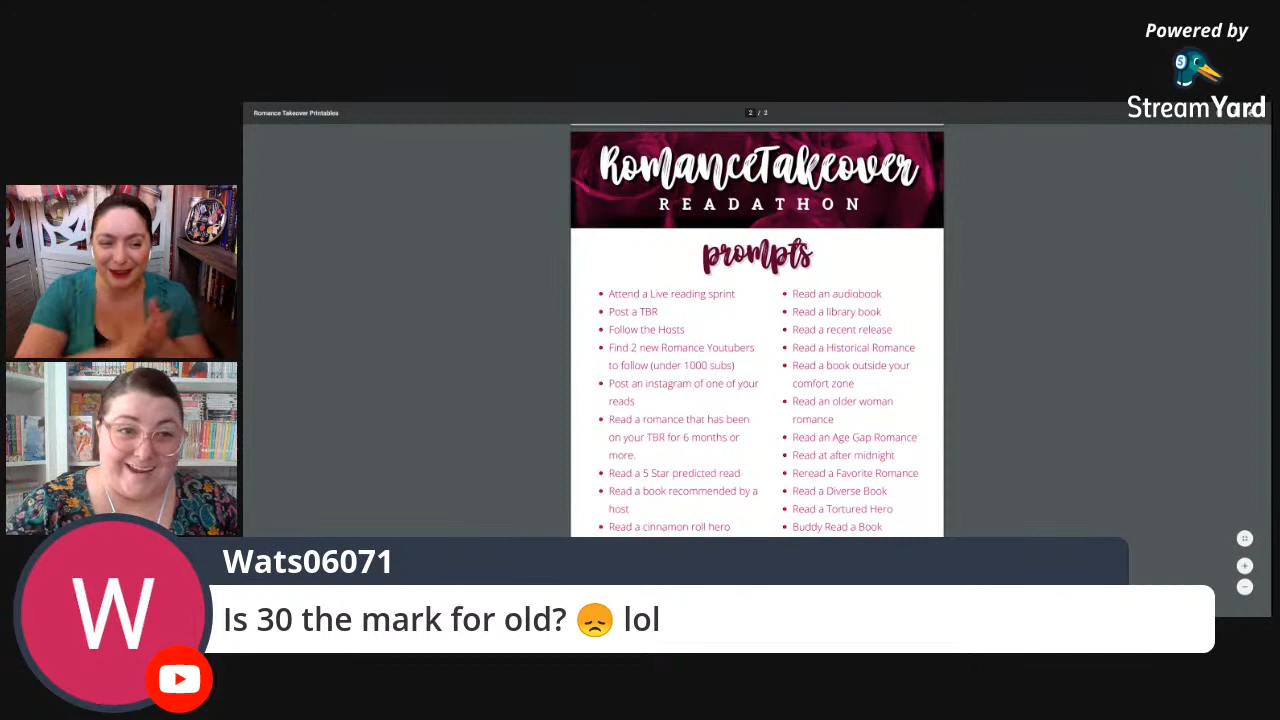 Powered by
StreamYard
Romance Takeover Printables
2 / 2
RomanceTakeover
READATHON
prompts
• Attend a Live reading sprint
• Post a TBR
• Follow the Hosts
• Find 2 new Romance Youtubers
to follow (under 1000 subs)
• Post an instagram of one of your
reads
• Read a romance that has been
on your TBR for 6 months or
more.
• Read a 5 Star predicted read
• Read a book recommended by a
host
• Read a cinnamon roll hero
• Read an audiobook
• Read a library book
• Read a recent release
• Read a Historical Romance
• Read a book outside your
comfort zone
• Read an older woman
romance
• Read an Age Gap Romance
• Read at after midnight
• Reread a Favorite Romance
• Read a Diverse Book
• Read a Tortured Hero
• Buddy Read a Book
W
Wats06071
Is 30 the mark for old? 😞 lol